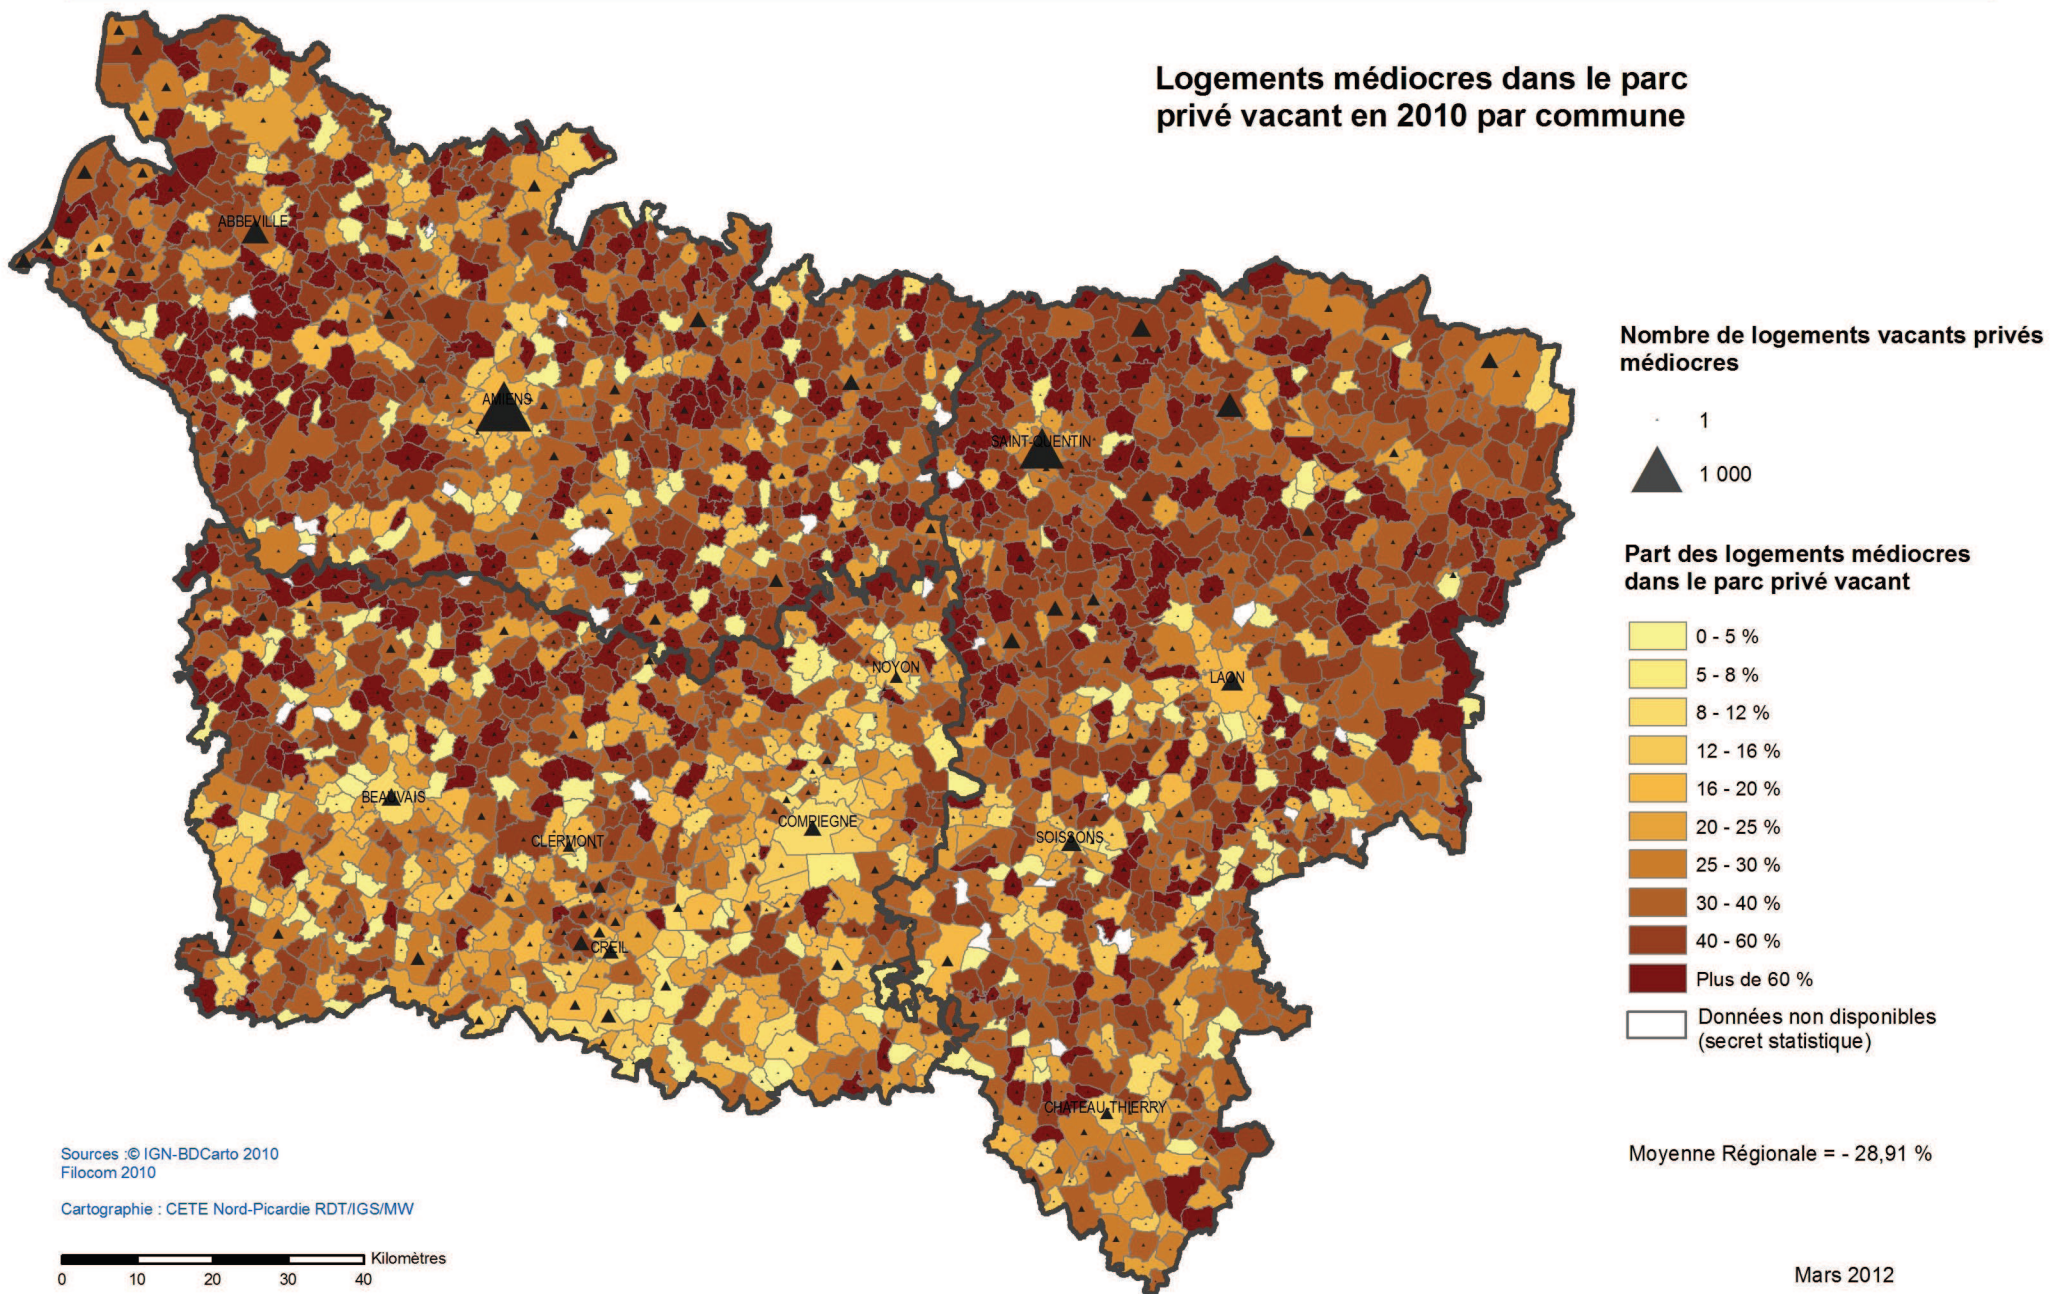 Logements médiocres dans le parc
privé vacant en 2010 par commune
ABBEVILLE
AMIENS
SAINT-QUENTIN
NOYON
LAON
BEAUVAIS
COMPIEGNE
CLERMONT
SOISSONS
CREIL
CHATEAU-THIERRY
Nombre de logements vacants privés
médiocres
1
1 000
Part des logements médiocres
dans le parc privé vacant
0 - 5 %
5 - 8 %
8 - 12 %
12 - 16 %
16 - 20 %
20 - 25 %
25 - 30 %
30 - 40 %
40 - 60 %
Plus de 60 %
Données non disponibles
(secret statistique)
Moyenne Régionale = - 28,91 %
Sources :© IGN-BDCarto 2010
Filocom 2010
Cartographie : CETE Nord-Picardie RDT/IGS/MW
Kilomètres
0 10 20 30 40
Mars 2012